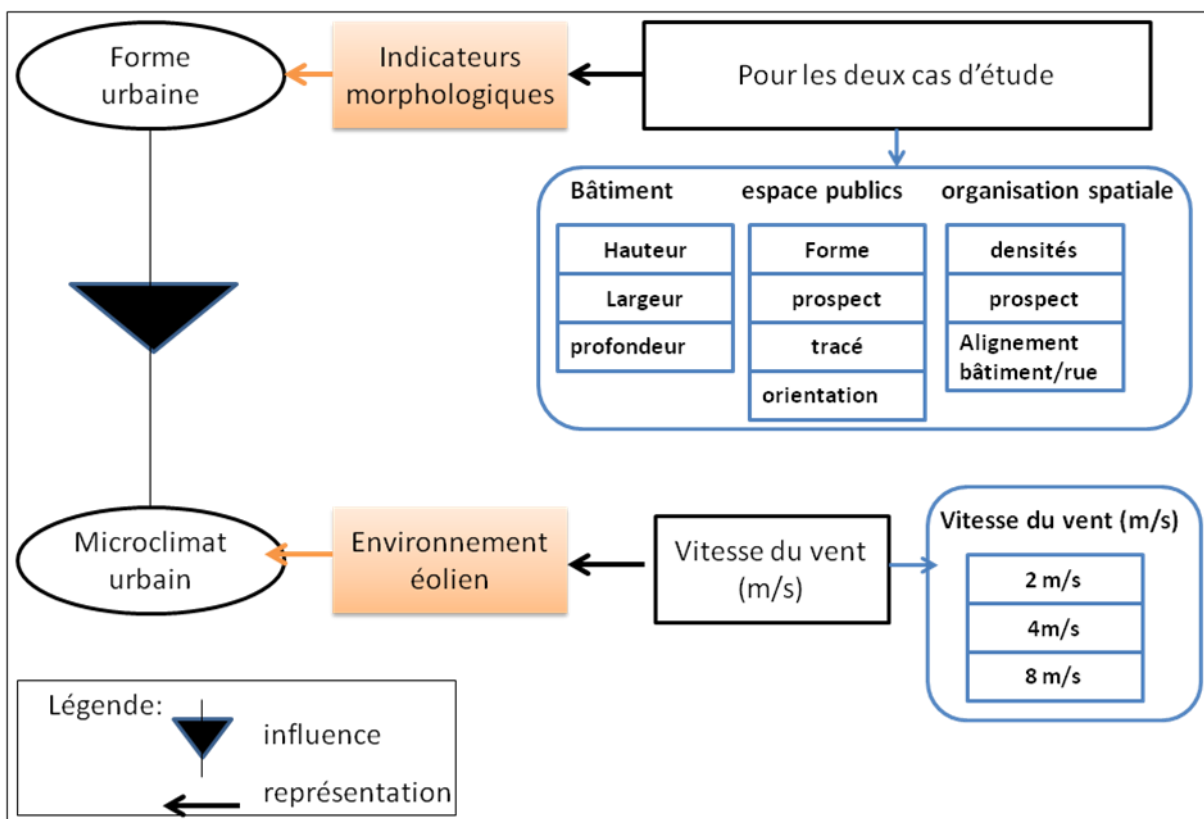 Forme
urbaine
Indicateurs
morphologiques
Pour les deux cas d'étude
Bâtiment
espace publics
organisation spatiale
Hauteur
Largeur
profondeur
Forme
prospect
tracé
orientation
densités
prospect
Alignement
bâtiment/rue
Microclimat
urbain
Environnement
éolien
Vitesse du vent
(m/s)
Vitesse du vent (m/s)
2 m/s
4m/s
8 m/s
Légende:
influence
représentation